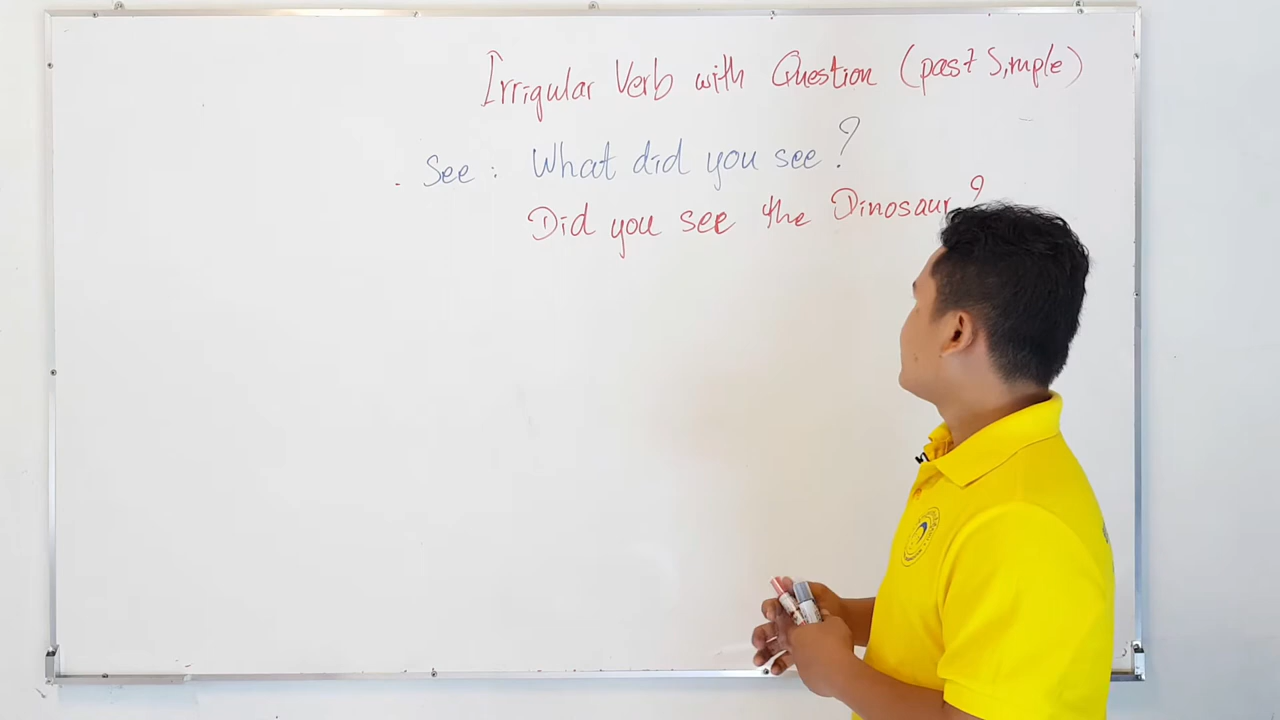 Irrigular Verb with Question (past Simple)
. See : What did you see ?
Did you see the Dinosaur ?